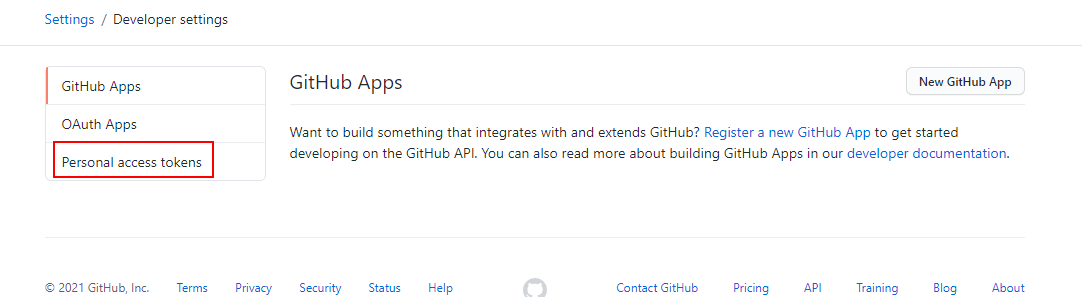 Settings / Developer settings
GitHub Apps
OAuth Apps
Personal access tokens
GitHub Apps
New GitHub App
Want to build something that integrates with and extends GitHub? Register a new GitHub App to get started
developing on the GitHub API. You can also read more about building GitHub Apps in our developer documentation.
© 2021 GitHub, Inc. Terms Privacy Security Status Help Contact GitHub Pricing API Training Blog About